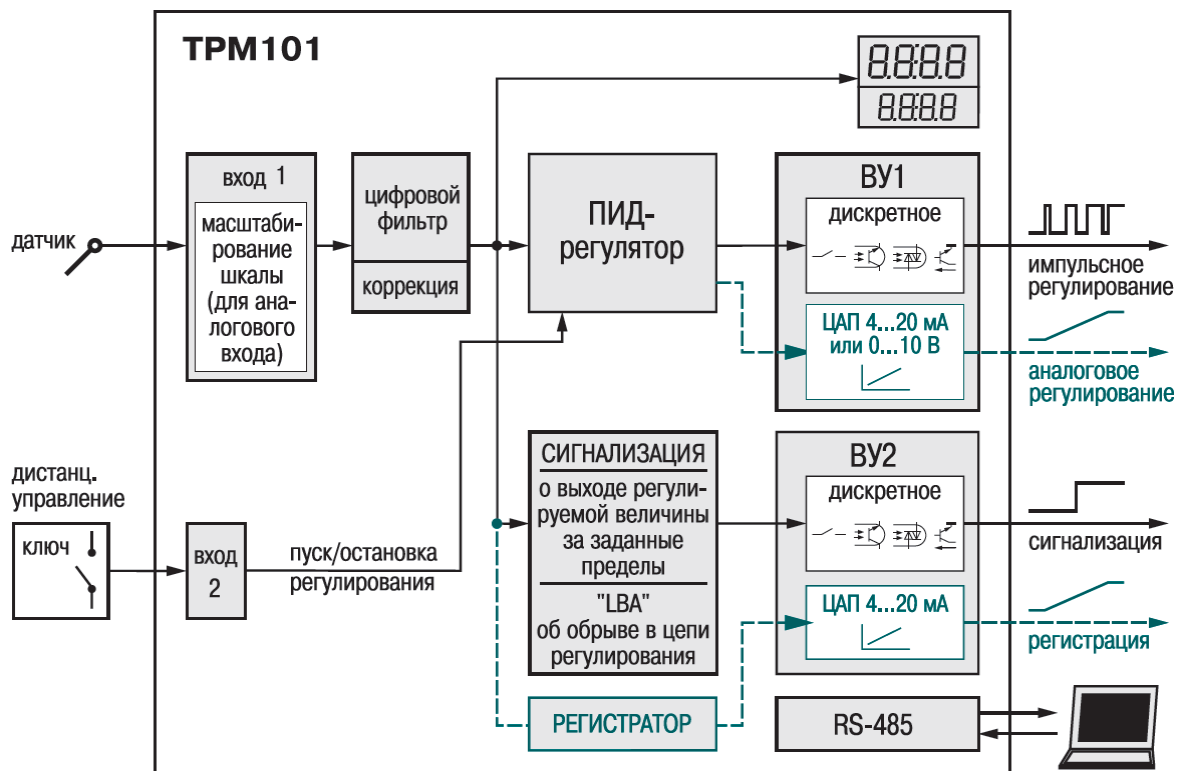 ТРМ101
8.8.8.8
8.8.8.8
вход 1
масштаби-
рование
шкалы
(для ана-
логового
входа)
датчик
цифровой
фильтр
коррекция
ПИД-
регулятор
ВУ1
дискретное
ЦАП 4...20 мА
или 0...10 В
импульсное
регулирование
аналоговое
регулирование
дистанц.
управление
ключ
вход
2
пуск/остановка
регулирования
СИГНАЛИЗАЦИЯ
о выходе регули-
руемой величины
за заданные
пределы
"LBA"
об обрыве в цепи
регулирования
РЕГИСТРАТОР
ВУ2
дискретное
ЦАП 4...20 мА
сигнализация
регистрация
RS-485